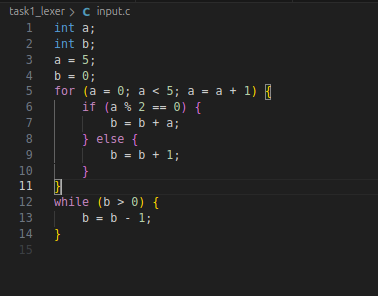 task1_lexer > C input.c
1 int a;
2 int b;
3 a = 5;
4 b = 0;
5 for (a = 0; a < 5; a = a + 1) {
6     if (a % 2 == 0) {
7         b = b + a;
8     } else {
9         b = b + 1;
10     }
11 }
12 while (b > 0) {
13     b = b - 1;
14 }
15